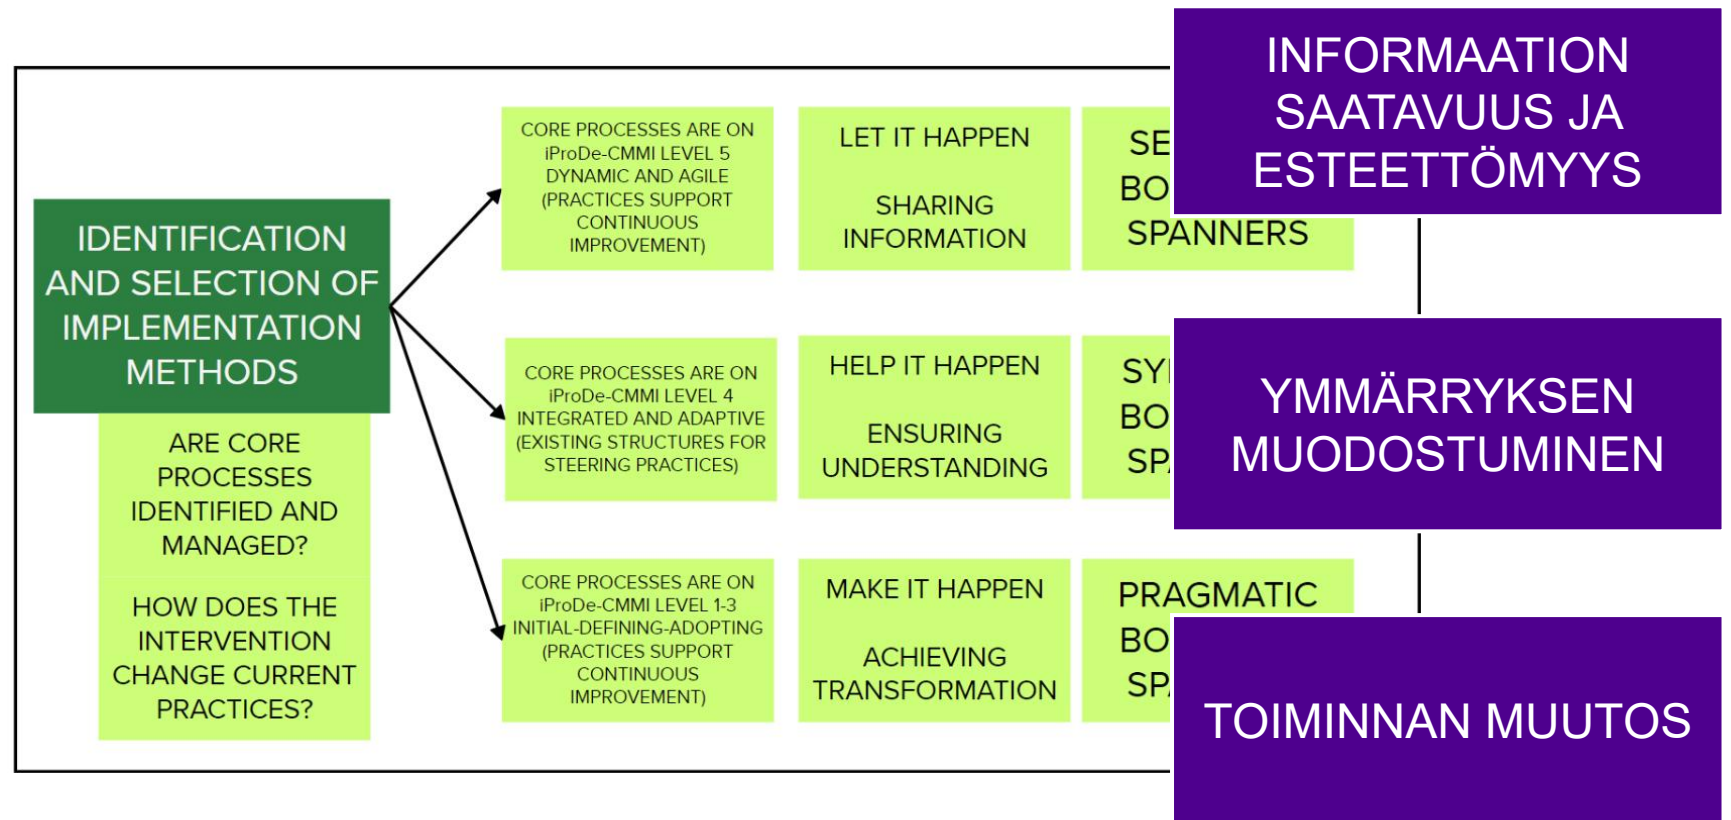 IDENTIFICATION
AND SELECTION OF
IMPLEMENTATION
METHODS
ARE CORE
PROCESSES
IDENTIFIED AND
MANAGED?
HOW DOES THE
INTERVENTION
CHANGE CURRENT
PRACTICES?
CORE PROCESSES ARE ON
iProDe-CMMI LEVEL 5
DYNAMIC AND AGILE
(PRACTICES SUPPORT
CONTINUOUS
IMPROVEMENT)
LET IT HAPPEN
SHARING
INFORMATION
SPANNERS
INFORMAATION
SAATAVUUS JA
ESTEETTÖMYYS
CORE PROCESSES ARE ON
iProDe-CMMI LEVEL 4
INTEGRATED AND ADAPTIVE
(EXISTING STRUCTURES FOR
STEERING PRACTICES)
HELP IT HAPPEN
ENSURING
UNDERSTANDING
YMMÄRRYKSEN
MUODOSTUMINEN
CORE PROCESSES ARE ON
iProDe-CMMI LEVEL 1-3
INITIAL-DEFINING-ADOPTING
(PRACTICES SUPPORT
CONTINUOUS
IMPROVEMENT)
MAKE IT HAPPEN
ACHIEVING
TRANSFORMATION
PRAGMATIC
TOIMINNAN MUUTOS